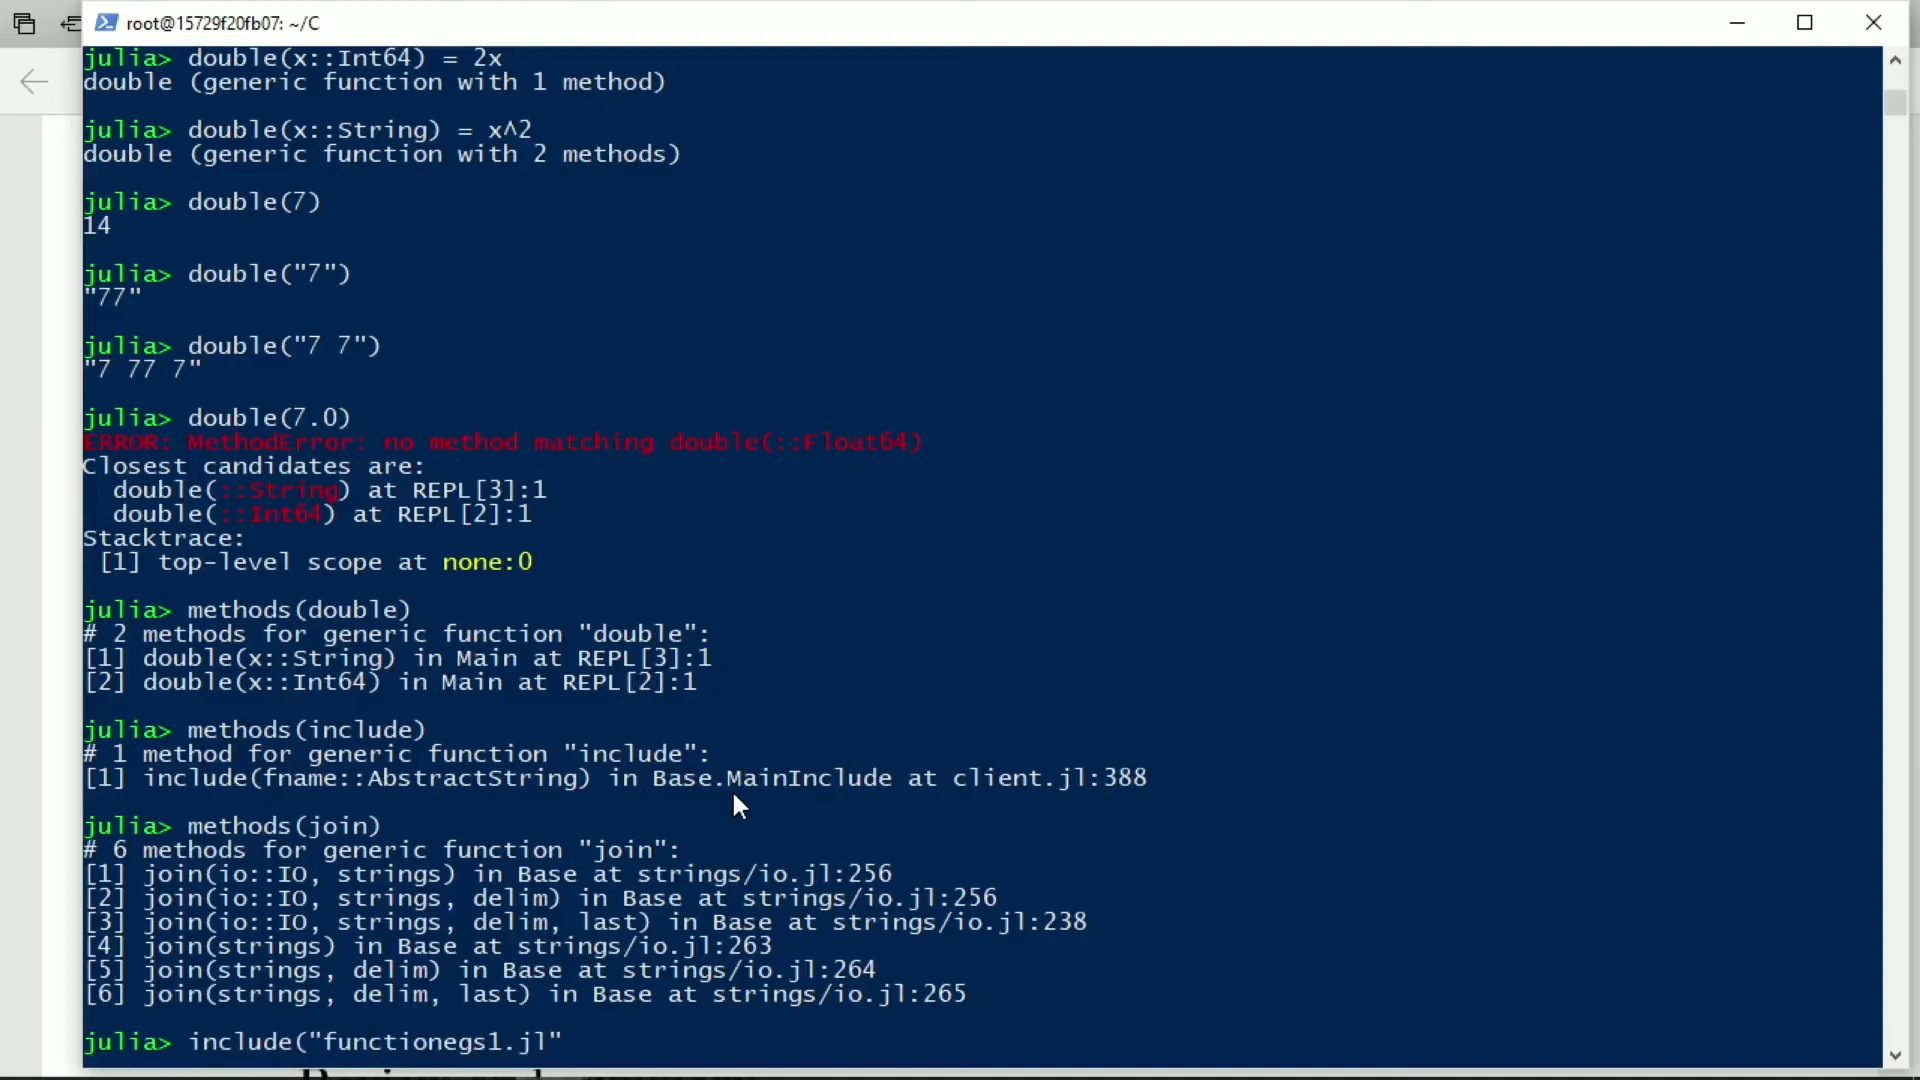 root@15729f20fb07: ~/C
julia> double(x::Int64) = 2x
double (generic function with 1 method)
julia> double(x::String) = x^2
double (generic function with 2 methods)
julia> double(7)
14
julia> double("7")
"77"
julia> double("7 7")
"7 77 7"
julia> double(7.0)
ERROR: MethodError: no method matching double(::Float64)
Closest candidates are:
  double(::String) at REPL[3]:1
  double(::Int64) at REPL[2]:1
Stacktrace:
 [1] top-level scope at none:0
julia> methods(double)
# 2 methods for generic function "double":
[1] double(x::String) in Main at REPL[3]:1
[2] double(x::Int64) in Main at REPL[2]:1
julia> methods(include)
# 1 method for generic function "include":
[1] include(fname::AbstractString) in Base.MainInclude at client.jl:388
julia> methods(join)
# 6 methods for generic function "join":
[1] join(io::IO, strings) in Base at strings/io.jl:256
[2] join(io::IO, strings, delim) in Base at strings/io.jl:256
[3] join(io::IO, strings, delim, last) in Base at strings/io.jl:238
[4] join(strings) in Base at strings/io.jl:263
[5] join(strings, delim) in Base at strings/io.jl:264
[6] join(strings, delim, last) in Base at strings/io.jl:265
julia> include("functionegs1.jl"